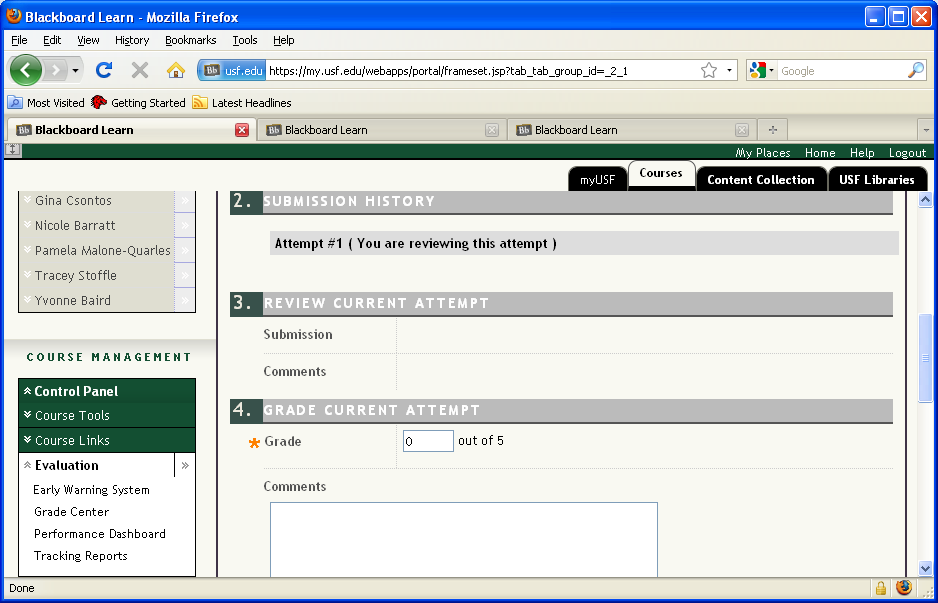 Blackboard Learn - Mozilla Firefox
File Edit View History Bookmarks Tools Help
Bb usf.edu https://my.usf.edu/webapps/portal/frameset.jsp?tab_tab_group_id=_2_1 Google
Most Visited Getting Started Latest Headlines
Bb Blackboard Learn Bb Blackboard Learn Bb Blackboard Learn
My Places Home Help Logout
myUSF Courses Content Collection USF Libraries
Gina Csontos
Nicole Barratt
Pamela Malone-Quarles
Tracey Stoffle
Yvonne Baird
COURSE MANAGEMENT
Control Panel
Course Tools
Course Links
Evaluation
Early Warning System
Grade Center
Performance Dashboard
Tracking Reports
2. SUBMISSION HISTORY
Attempt #1 ( You are reviewing this attempt )
3. REVIEW CURRENT ATTEMPT
Submission
Comments
4. GRADE CURRENT ATTEMPT
Grade 0 out of 5
Comments
Done